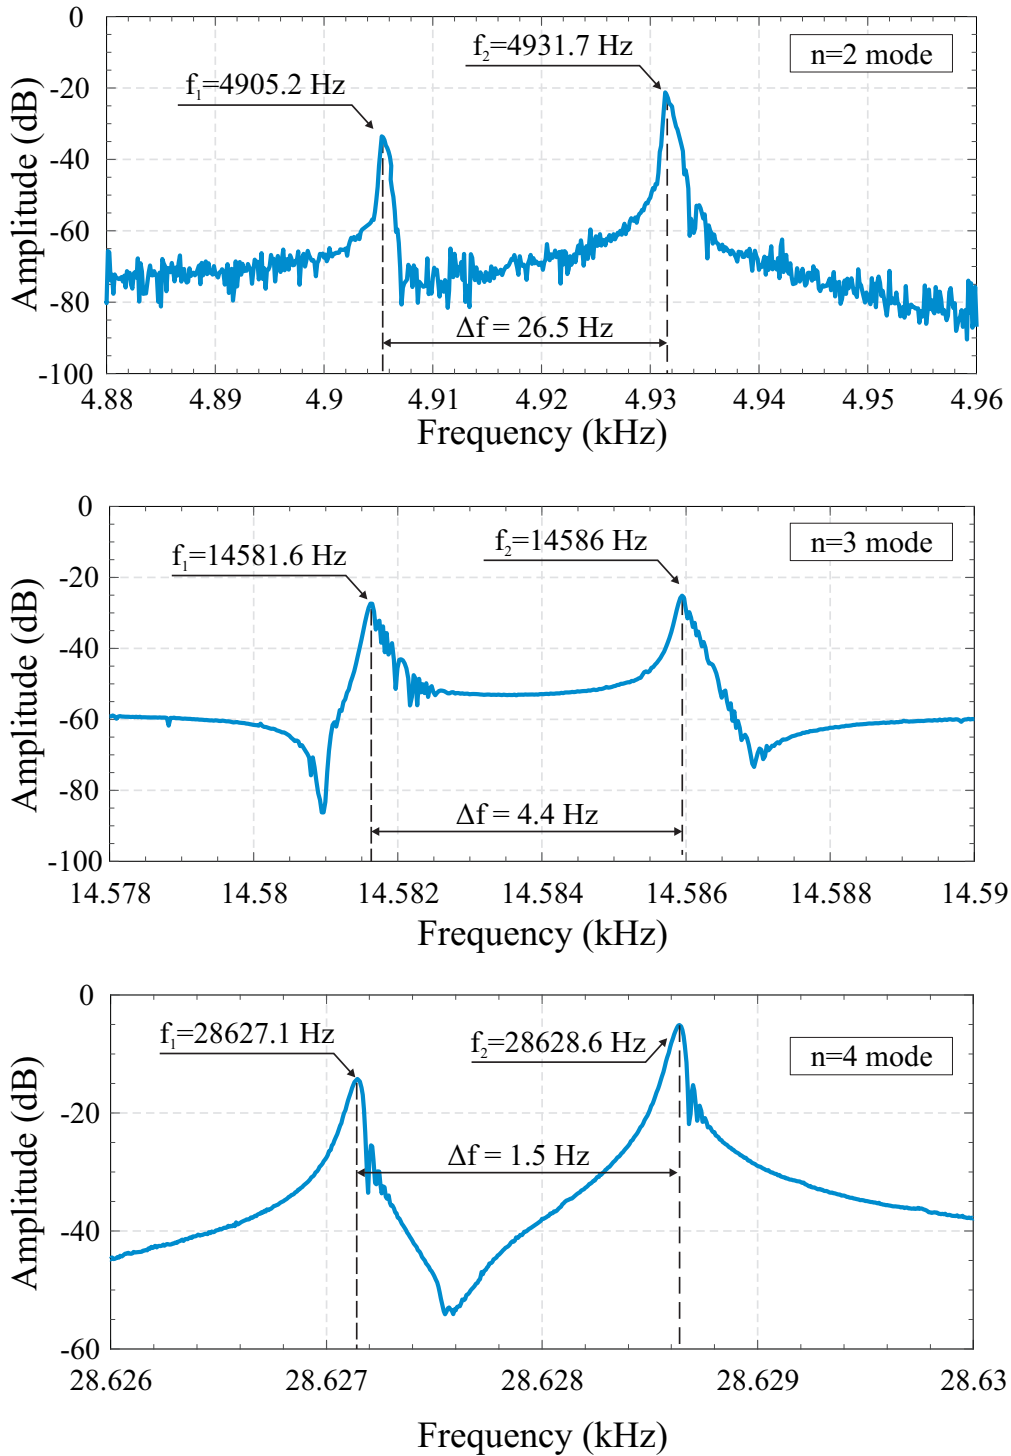 0
-20
-40
-60
-80
-100
Amplitude (dB)
f₁=4905.2 Hz
f₂=4931.7 Hz
n=2 mode
Δf = 26.5 Hz
4.88 4.89 4.9 4.91 4.92 4.93 4.94 4.95 4.96
Frequency (kHz)
0
-20
-40
-60
-80
-100
Amplitude (dB)
f₁=14581.6 Hz
f₂=14586 Hz
n=3 mode
Δf = 4.4 Hz
14.578 14.58 14.582 14.584 14.586 14.588 14.59
Frequency (kHz)
0
-20
-40
-60
Amplitude (dB)
f₁=28627.1 Hz
f₂=28628.6 Hz
n=4 mode
Δf = 1.5 Hz
28.626 28.627 28.628 28.629 28.63
Frequency (kHz)